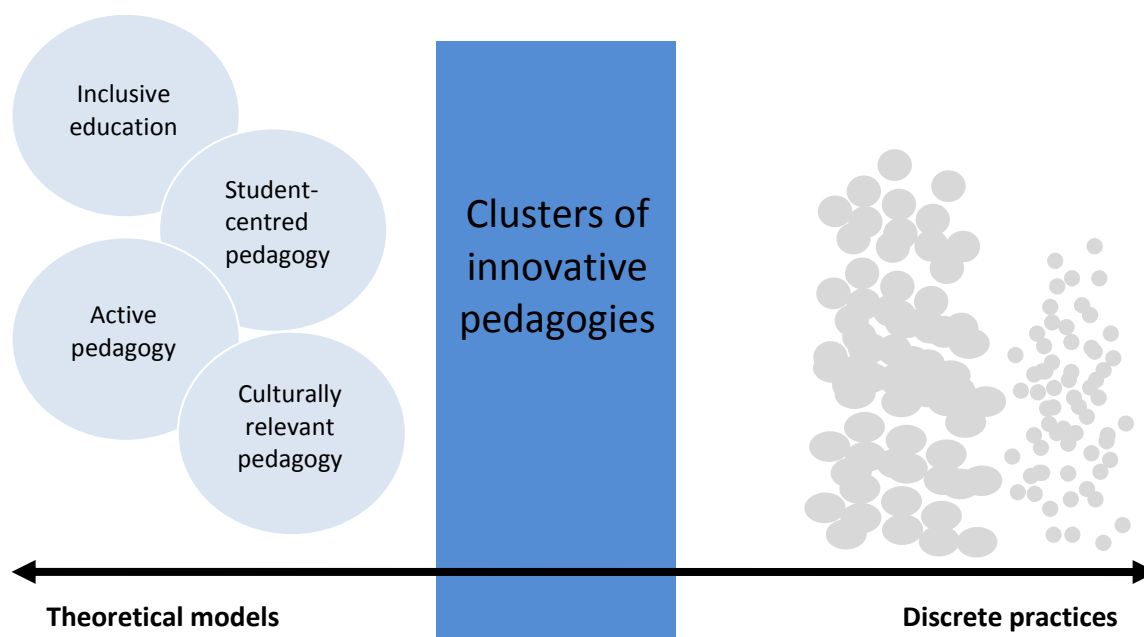 Inclusive
education
Student-
centred
pedagogy
Active
pedagogy
Culturally
relevant
pedagogy
Clusters of
innovative
pedagogies
Theoretical models
Discrete practices